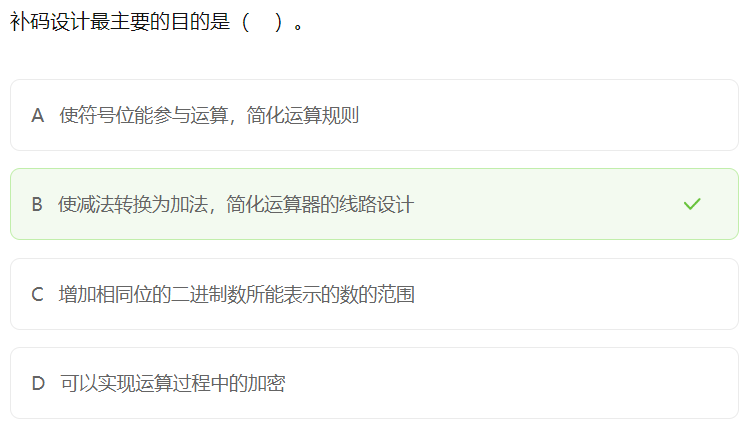 补码设计最主要的目的是（ ）。
A 使符号位能参与运算，简化运算规则
B 使减法转换为加法，简化运算器的线路设计
C 增加相同位的二进制数所能表示的数的范围
D 可以实现运算过程中的加密